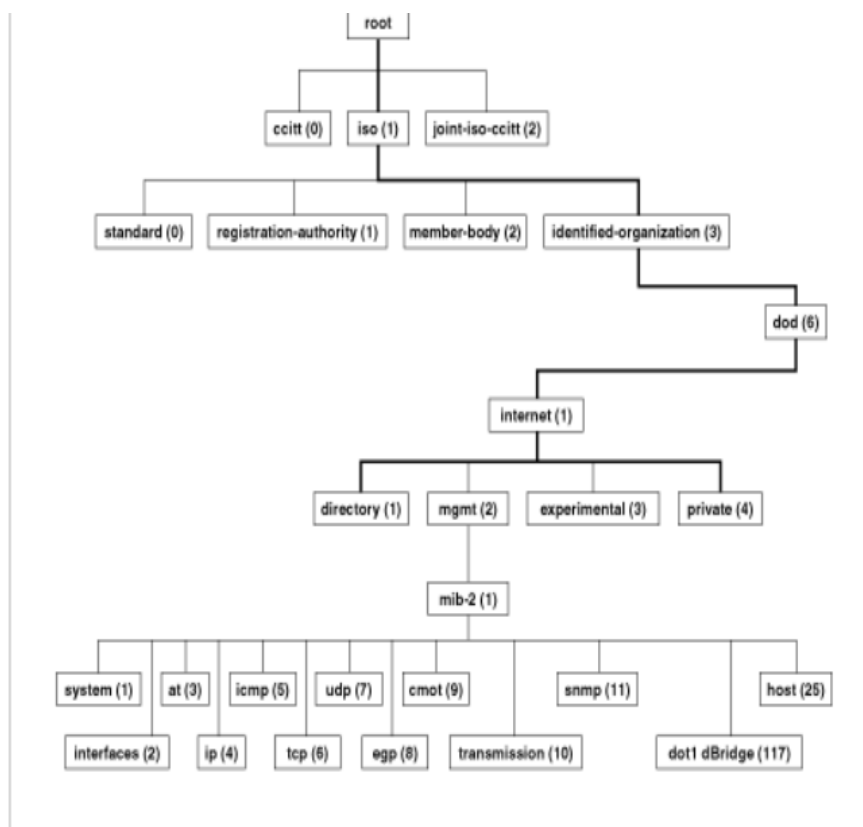 root
ccitt (0) iso (1) joint-iso-ccitt (2)
standard (0) registration-authority (1) member-body (2) identified-organization (3)
dod (6)
internet (1)
directory (1) mgmt (2) experimental (3) private (4)
mib-2 (1)
system (1) at (3) icmp (5) udp (7) cmot (9) snmp (11) host (25)
interfaces (2) ip (4) tcp (6) egp (8) transmission (10) dot1 dBridge (117)